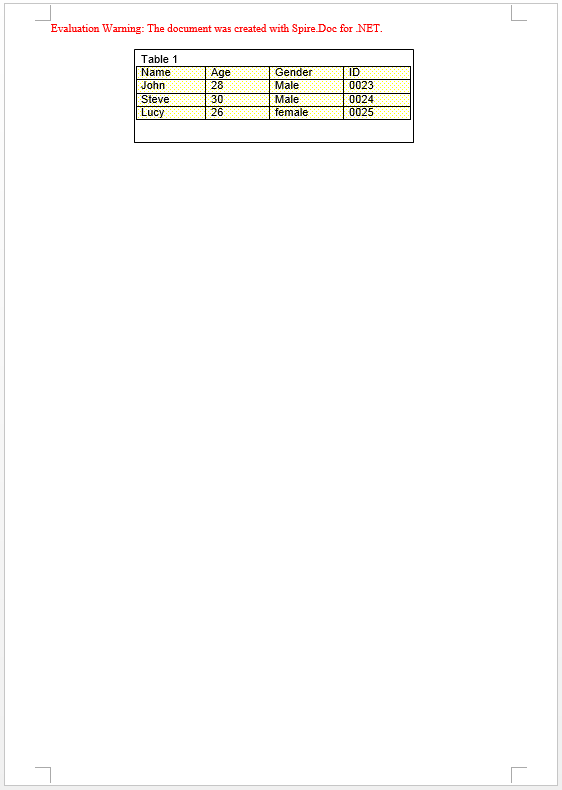 Evaluation Warning: The document was created with Spire.Doc for .NET.
Table 1
Name Age Gender ID
John 28 Male 0023
Steve 30 Male 0024
Lucy 26 female 0025